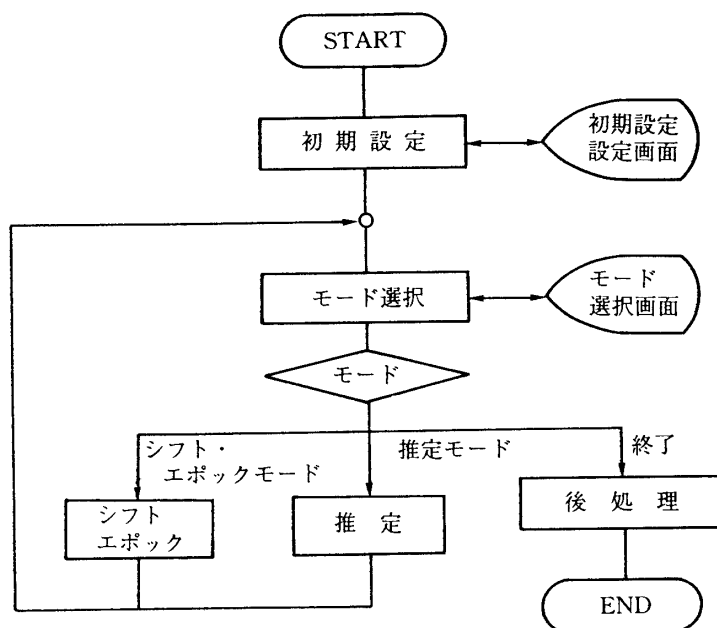 START
初期設定
初期設定
設定画面
モード選択
モード
選択画面
モード
シフト・
エポックモード
推定モード
終了
シフト
エポック
推定
後処理
END